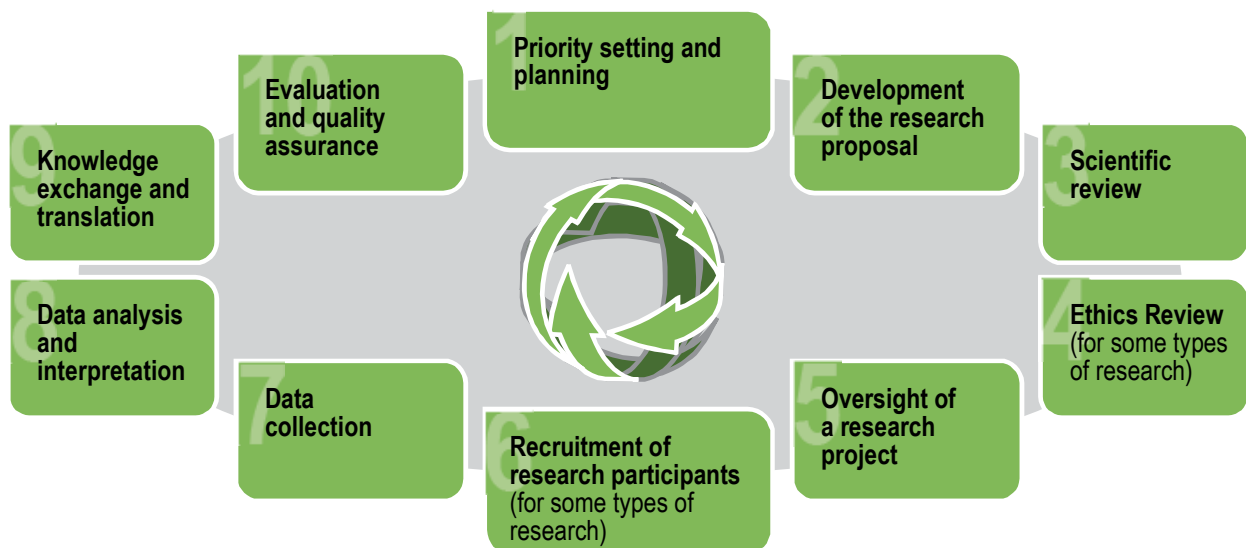 1
Priority setting and
planning
2
Development
of the research
proposal
3
Scientific
review
4
Ethics Review
(for some types
of research)
5
Oversight of
a research
project
6
Recruitment of
research participants
(for some types of
research)
7
Data
collection
8
Data analysis
and
interpretation
9
Knowledge
exchange and
translation
10
Evaluation
and quality
assurance